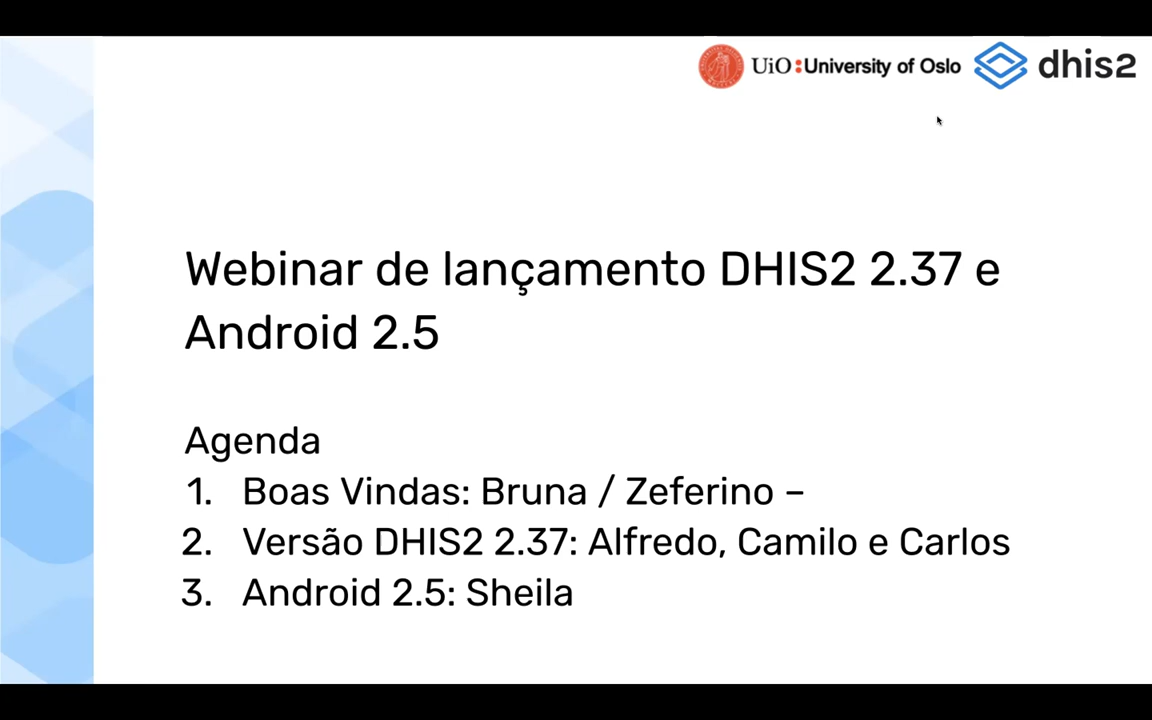 UiO:University of Oslo dhis2
Webinar de lançamento DHIS2 2.37 e
Android 2.5
Agenda
1. Boas Vindas: Bruna / Zeferino –
2. Versão DHIS2 2.37: Alfredo, Camilo e Carlos
3. Android 2.5: Sheila